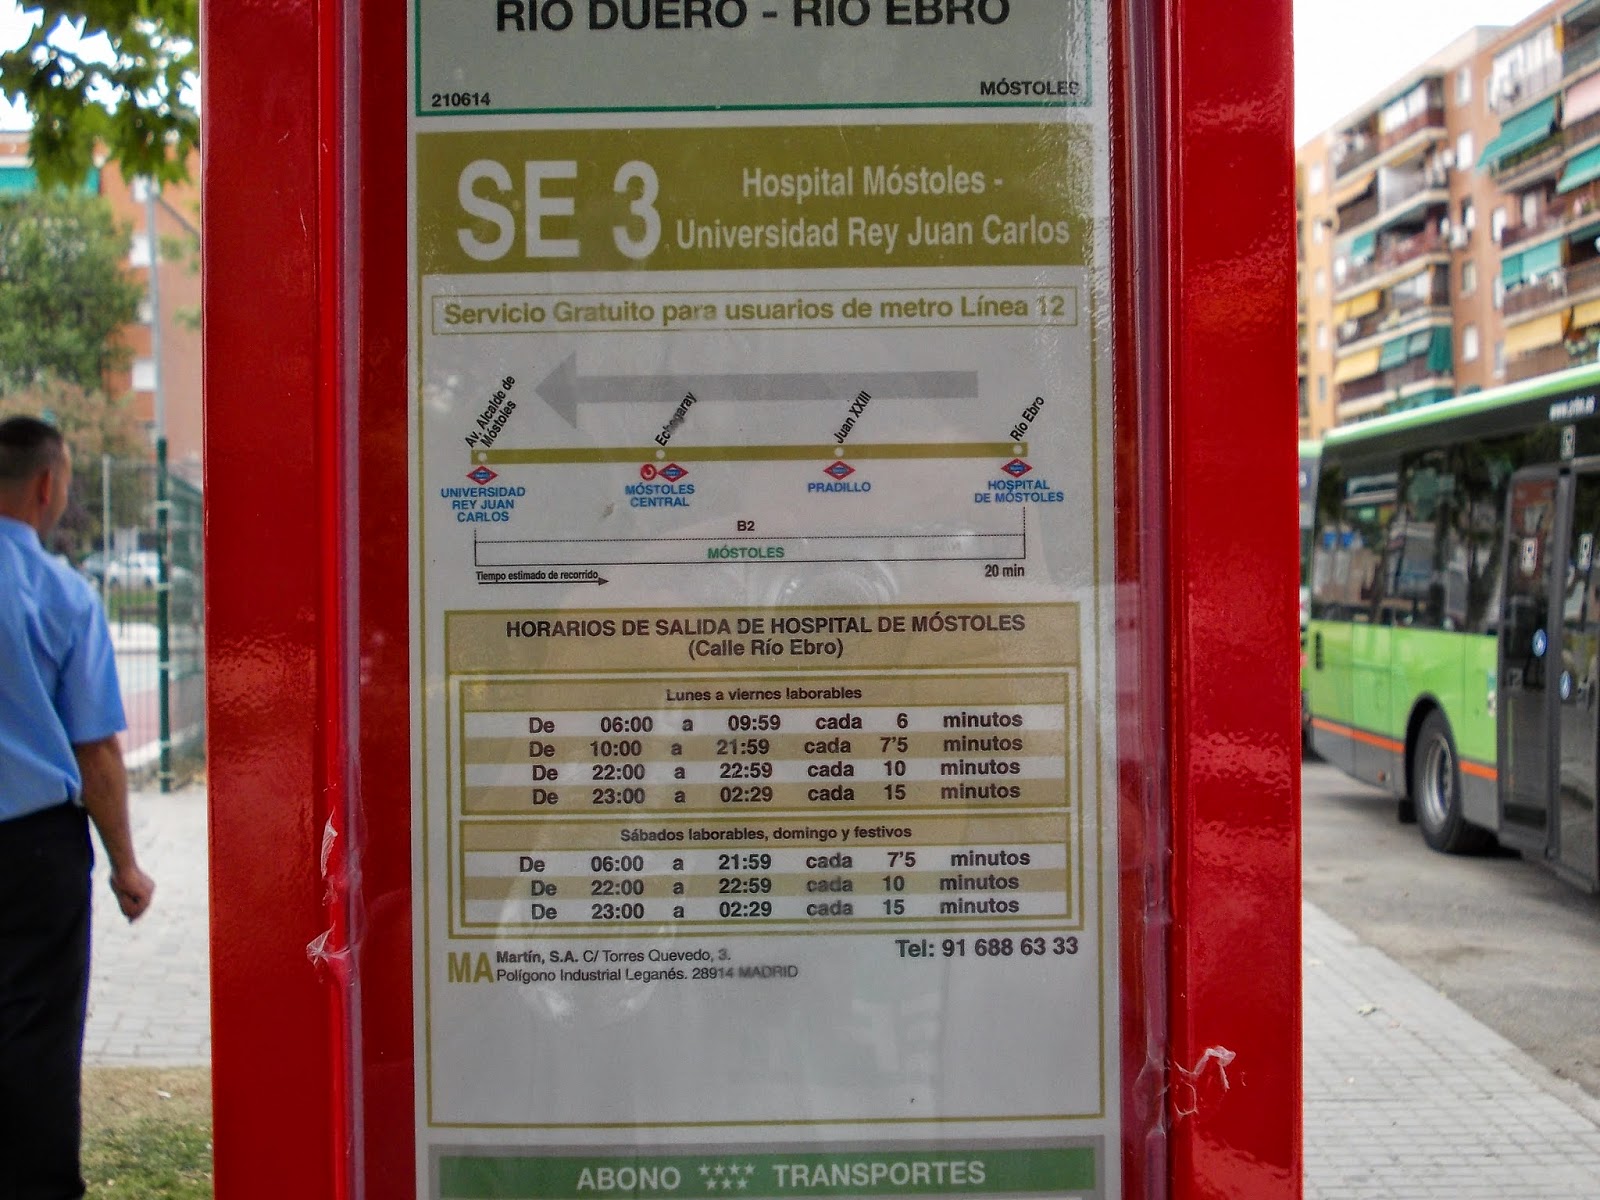 RIO DUERO - RIO EBRO
210614
MÓSTOLES
SE 3
Hospital Móstoles -
Universidad Rey Juan Carlos
Servicio Gratuito para usuarios de metro Línea 12
Av. Alcalde de
Móstoles
Echegaray
Juan XXIII
Río Ebro
UNIVERSIDAD
REY JUAN
CARLOS
MÓSTOLES
CENTRAL
PRADILLO
HOSPITAL
DE MÓSTOLES
B2
MÓSTOLES
Tiempo estimado de recorrido
20 min
HORARIOS DE SALIDA DE HOSPITAL DE MÓSTOLES
(Calle Río Ebro)
Lunes a viernes laborables
De 06:00 a 09:59 cada 6 minutos
De 10:00 a 21:59 cada 7'5 minutos
De 22:00 a 22:59 cada 10 minutos
De 23:00 a 02:29 cada 15 minutos
Sábados laborables, domingo y festivos
De 06:00 a 21:59 cada 7'5 minutos
De 22:00 a 22:59 cada 10 minutos
De 23:00 a 02:29 cada 15 minutos
MA Martín, S.A. C/ Torres Quevedo, 3.
Polígono Industrial Leganés. 28914 MADRID
Tel: 91 688 63 33
ABONO TRANSPORTES